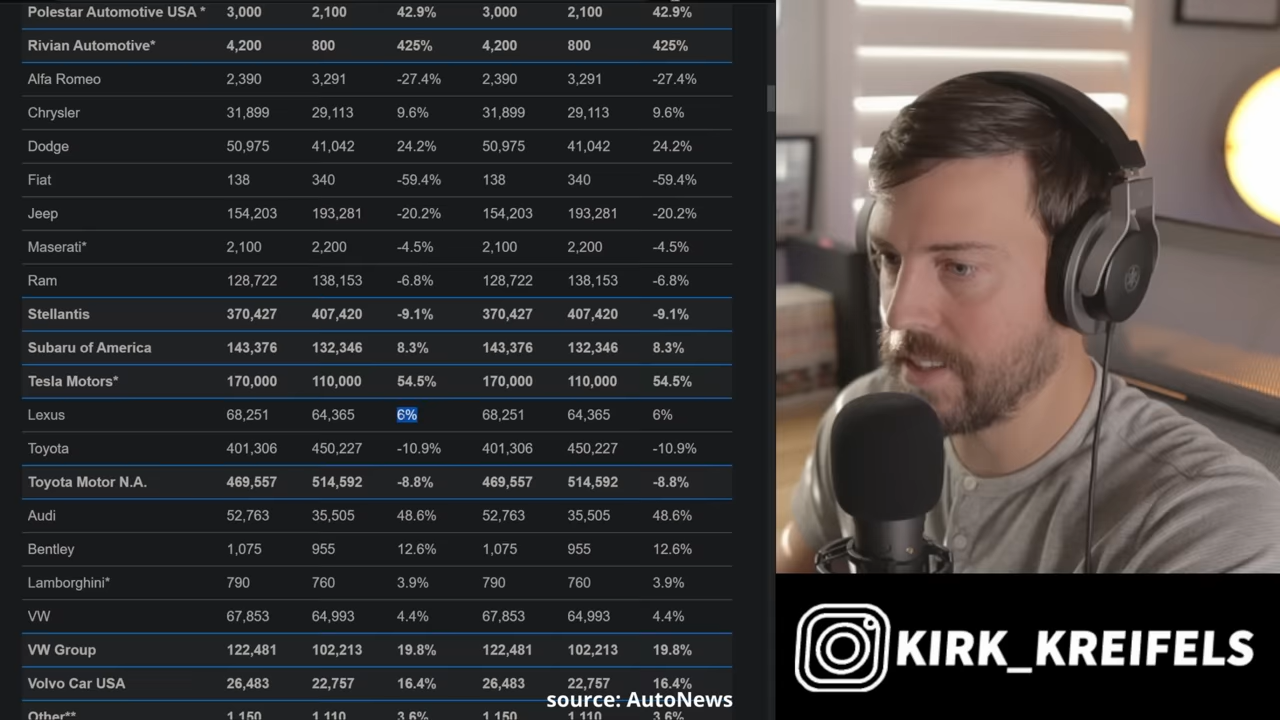 Polestar Automotive USA * 3,000 2,100 42.9% 3,000 2,100 42.9%
Rivian Automotive* 4,200 800 425% 4,200 800 425%
Alfa Romeo 2,390 3,291 -27.4% 2,390 3,291 -27.4%
Chrysler 31,899 29,113 9.6% 31,899 29,113 9.6%
Dodge 50,975 41,042 24.2% 50,975 41,042 24.2%
Fiat 138 340 -59.4% 138 340 -59.4%
Jeep 154,203 193,281 -20.2% 154,203 193,281 -20.2%
Maserati* 2,100 2,200 -4.5% 2,100 2,200 -4.5%
Ram 128,722 138,153 -6.8% 128,722 138,153 -6.8%
Stellantis 370,427 407,420 -9.1% 370,427 407,420 -9.1%
Subaru of America 143,376 132,346 8.3% 143,376 132,346 8.3%
Tesla Motors* 170,000 110,000 54.5% 170,000 110,000 54.5%
Lexus 68,251 64,365 6% 68,251 64,365 6%
Toyota 401,306 450,227 -10.9% 401,306 450,227 -10.9%
Toyota Motor N.A. 469,557 514,592 -8.8% 469,557 514,592 -8.8%
Audi 52,763 35,505 48.6% 52,763 35,505 48.6%
Bentley 1,075 955 12.6% 1,075 955 12.6%
Lamborghini* 790 760 3.9% 790 760 3.9%
VW 67,853 64,993 4.4% 67,853 64,993 4.4%
VW Group 122,481 102,213 19.8% 122,481 102,213 19.8%
Volvo Car USA 26,483 22,757 16.4% 26,483 22,757 16.4%
Other** 1,150 1,110 3.6% 1,150 1,110 3.6%
source: AutoNews
KIRK_KREIFELS